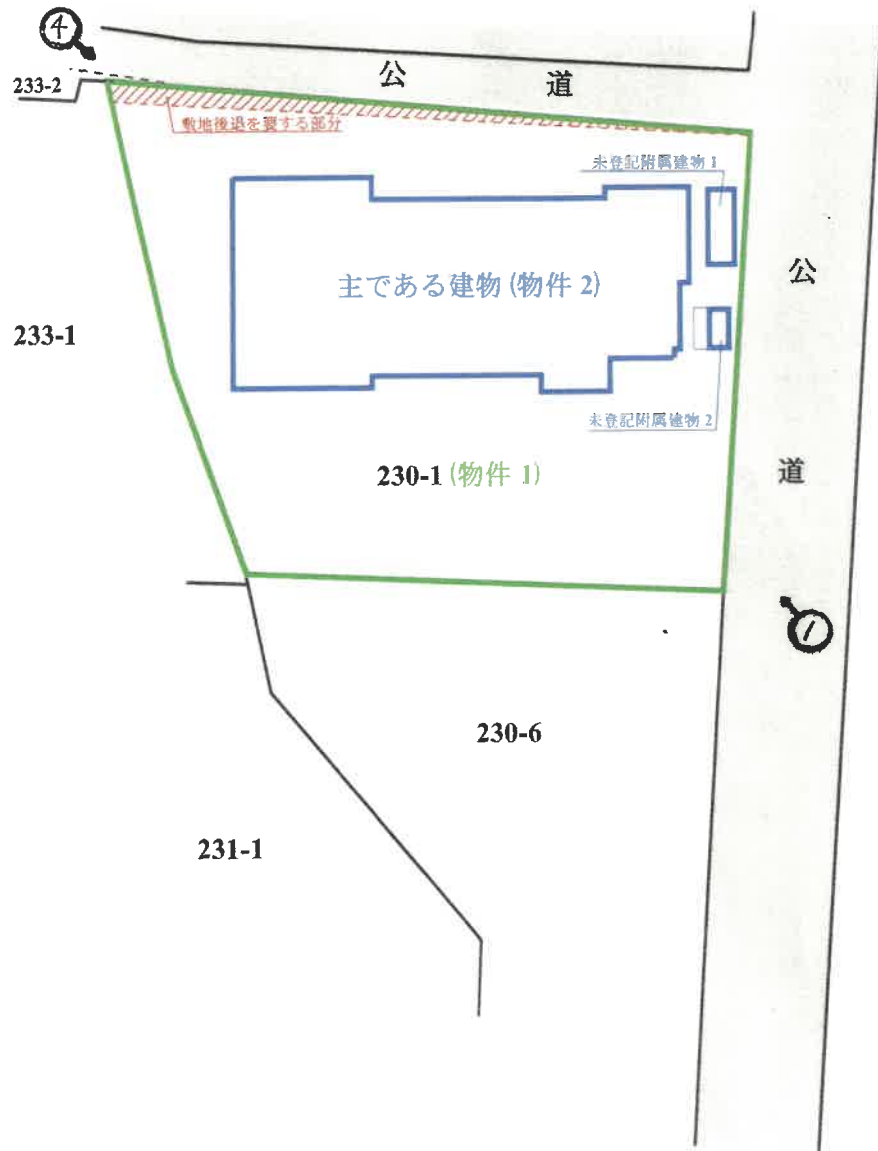 4
公 道
233-2
敷地後退を要する部分
未登記附属建物 1
主である建物 (物件 2)
公
道
233-1
未登記附属建物 2
230-1 (物件 1)
1
230-6
231-1